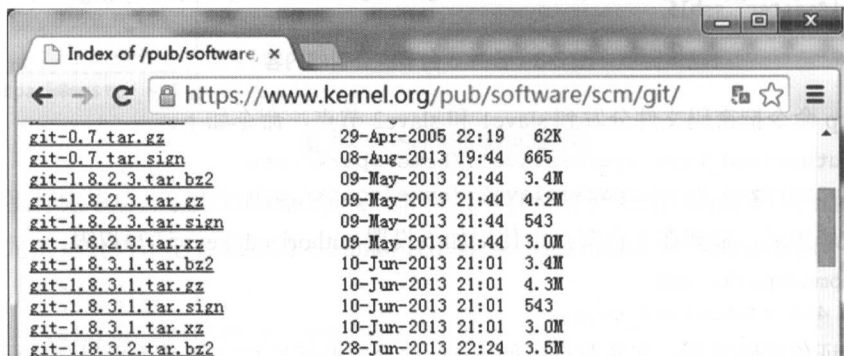 Index of /pub/software
https://www.kernel.org/pub/software/scm/git/
git-0.7.tar.gz 29-Apr-2005 22:19 62K
git-0.7.tar.sign 08-Aug-2013 19:44 665
git-1.8.2.3.tar.bz2 09-May-2013 21:44 3.4M
git-1.8.2.3.tar.gz 09-May-2013 21:44 4.2M
git-1.8.2.3.tar.sign 09-May-2013 21:44 543
git-1.8.2.3.tar.xz 09-May-2013 21:44 3.0M
git-1.8.3.1.tar.bz2 10-Jun-2013 21:01 3.4M
git-1.8.3.1.tar.gz 10-Jun-2013 21:01 4.3M
git-1.8.3.1.tar.sign 10-Jun-2013 21:01 543
git-1.8.3.1.tar.xz 10-Jun-2013 21:01 3.0M
git-1.8.3.2.tar.bz2 28-Jun-2013 22:24 3.5M